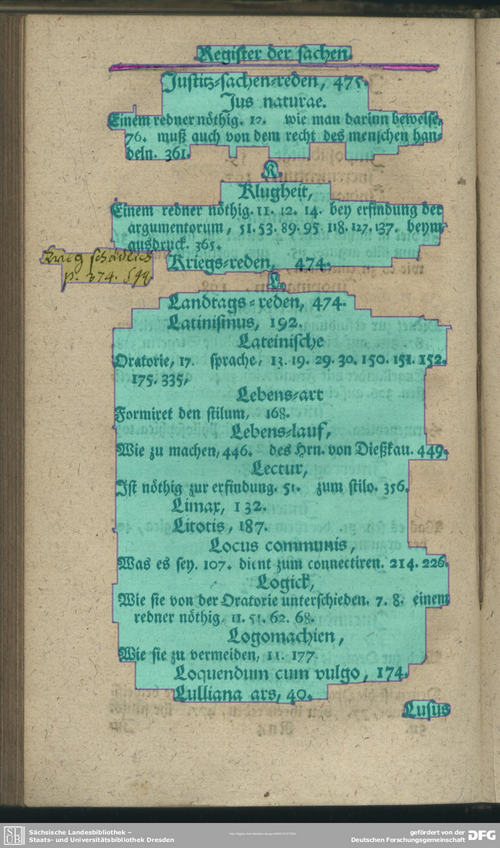 Register der sachen.
Justitz-sachen-reden, 475.
Jus naturae.
Einem redner nöthig. 12. wie man darinn beweise,
76. muß auch von dem recht des menschen han
deln. 361.
K.
Klugheit,
Einem redner nöthig. 11. 12. 14. bey erfindung der
argumentorum, 51. 53. 89. 95. 118. 127. 137. beym
ausdruck. 365.
Kriegs-reden, 474.
p. 374. 599
L.
Landtags-reden, 474.
Latinismus, 192.
Lateinische
Oratorie, 17. sprache, 13. 19. 29. 30. 150. 151. 152.
175. 335,
Lebens-art
Formiret den stilum, 168.
Lebens-lauf,
Wie zu machen, 446. des Hrn. von Dießkau. 449.
Lectur,
Ist nöthig zur erfindung. 51. zum stilo. 356.
Limax, 132.
Litotis, 187.
Locus communis,
Was es sey. 107. dient zum connectiren. 214. 226.
Logick,
Wie sie von der Oratorie unterschieden. 7. 8. einem
redner nöthig. 11. 51. 62. 68.
Logomachien,
Wie sie zu vermeiden, 11. 177
Loquendum cum vulgo, 174.
Lulliana ars, 40.
Lusus
SLUB
Sächsische Landesbibliothek –
Staats- und Universitätsbibliothek Dresden
gefördert von der
Deutschen Forschungsgemeinschaft
DFG